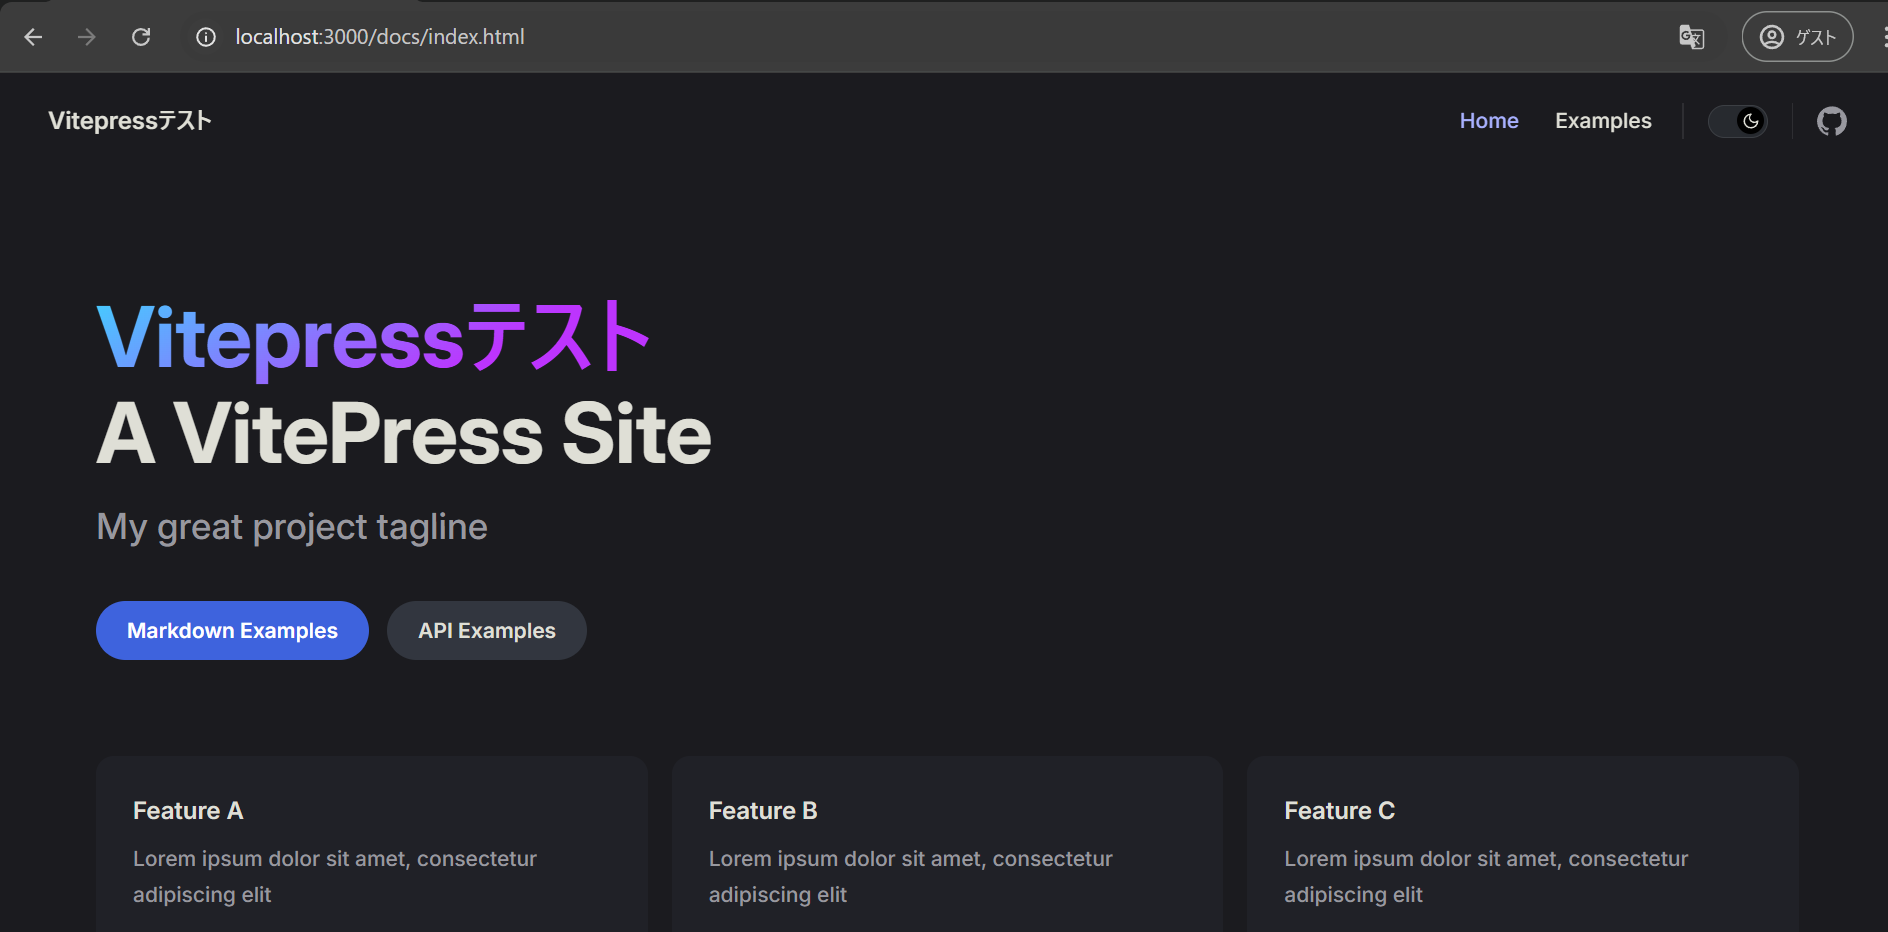 localhost:3000/docs/index.html
ゲスト
Vitepressテスト
Home
Examples
Vitepressテスト
A VitePress Site
My great project tagline
Markdown Examples
API Examples
Feature A
Lorem ipsum dolor sit amet, consectetur
adipiscing elit
Feature B
Lorem ipsum dolor sit amet, consectetur
adipiscing elit
Feature C
Lorem ipsum dolor sit amet, consectetur
adipiscing elit